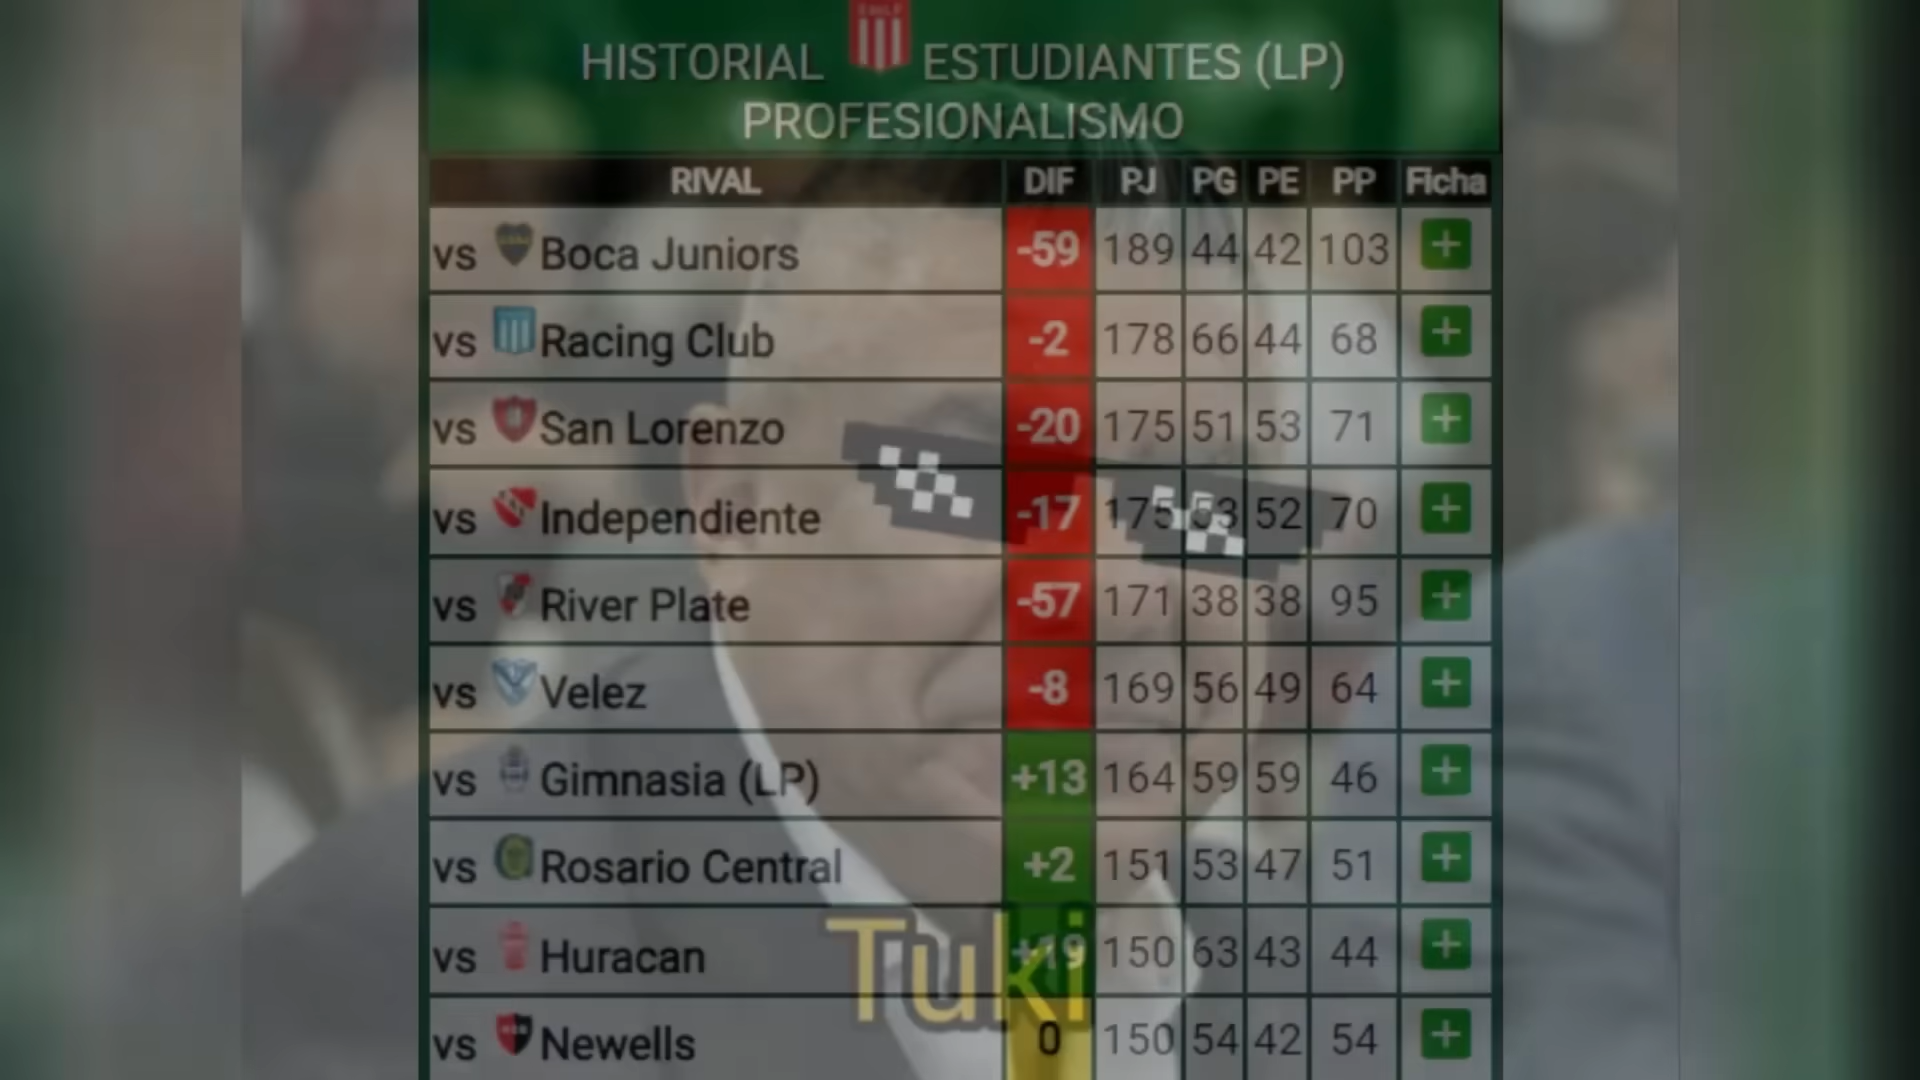 HISTORIAL ESTUDIANTES (LP)
PROFESIONALISMO
RIVAL DIF PJ PG PE PP Ficha
vs Boca Juniors -59 189 44 42 103 +
vs Racing Club -2 178 66 44 68 +
vs San Lorenzo -20 175 51 53 71 +
vs Independiente -17 175 53 52 70 +
vs River Plate -57 171 38 38 95 +
vs Velez -8 169 56 49 64 +
vs Gimnasia (LP) +13 164 59 59 46 +
vs Rosario Central +2 151 53 47 51 +
vs Huracan +19 150 63 43 44 +
Tuki
vs Newells 0 150 54 42 54 +